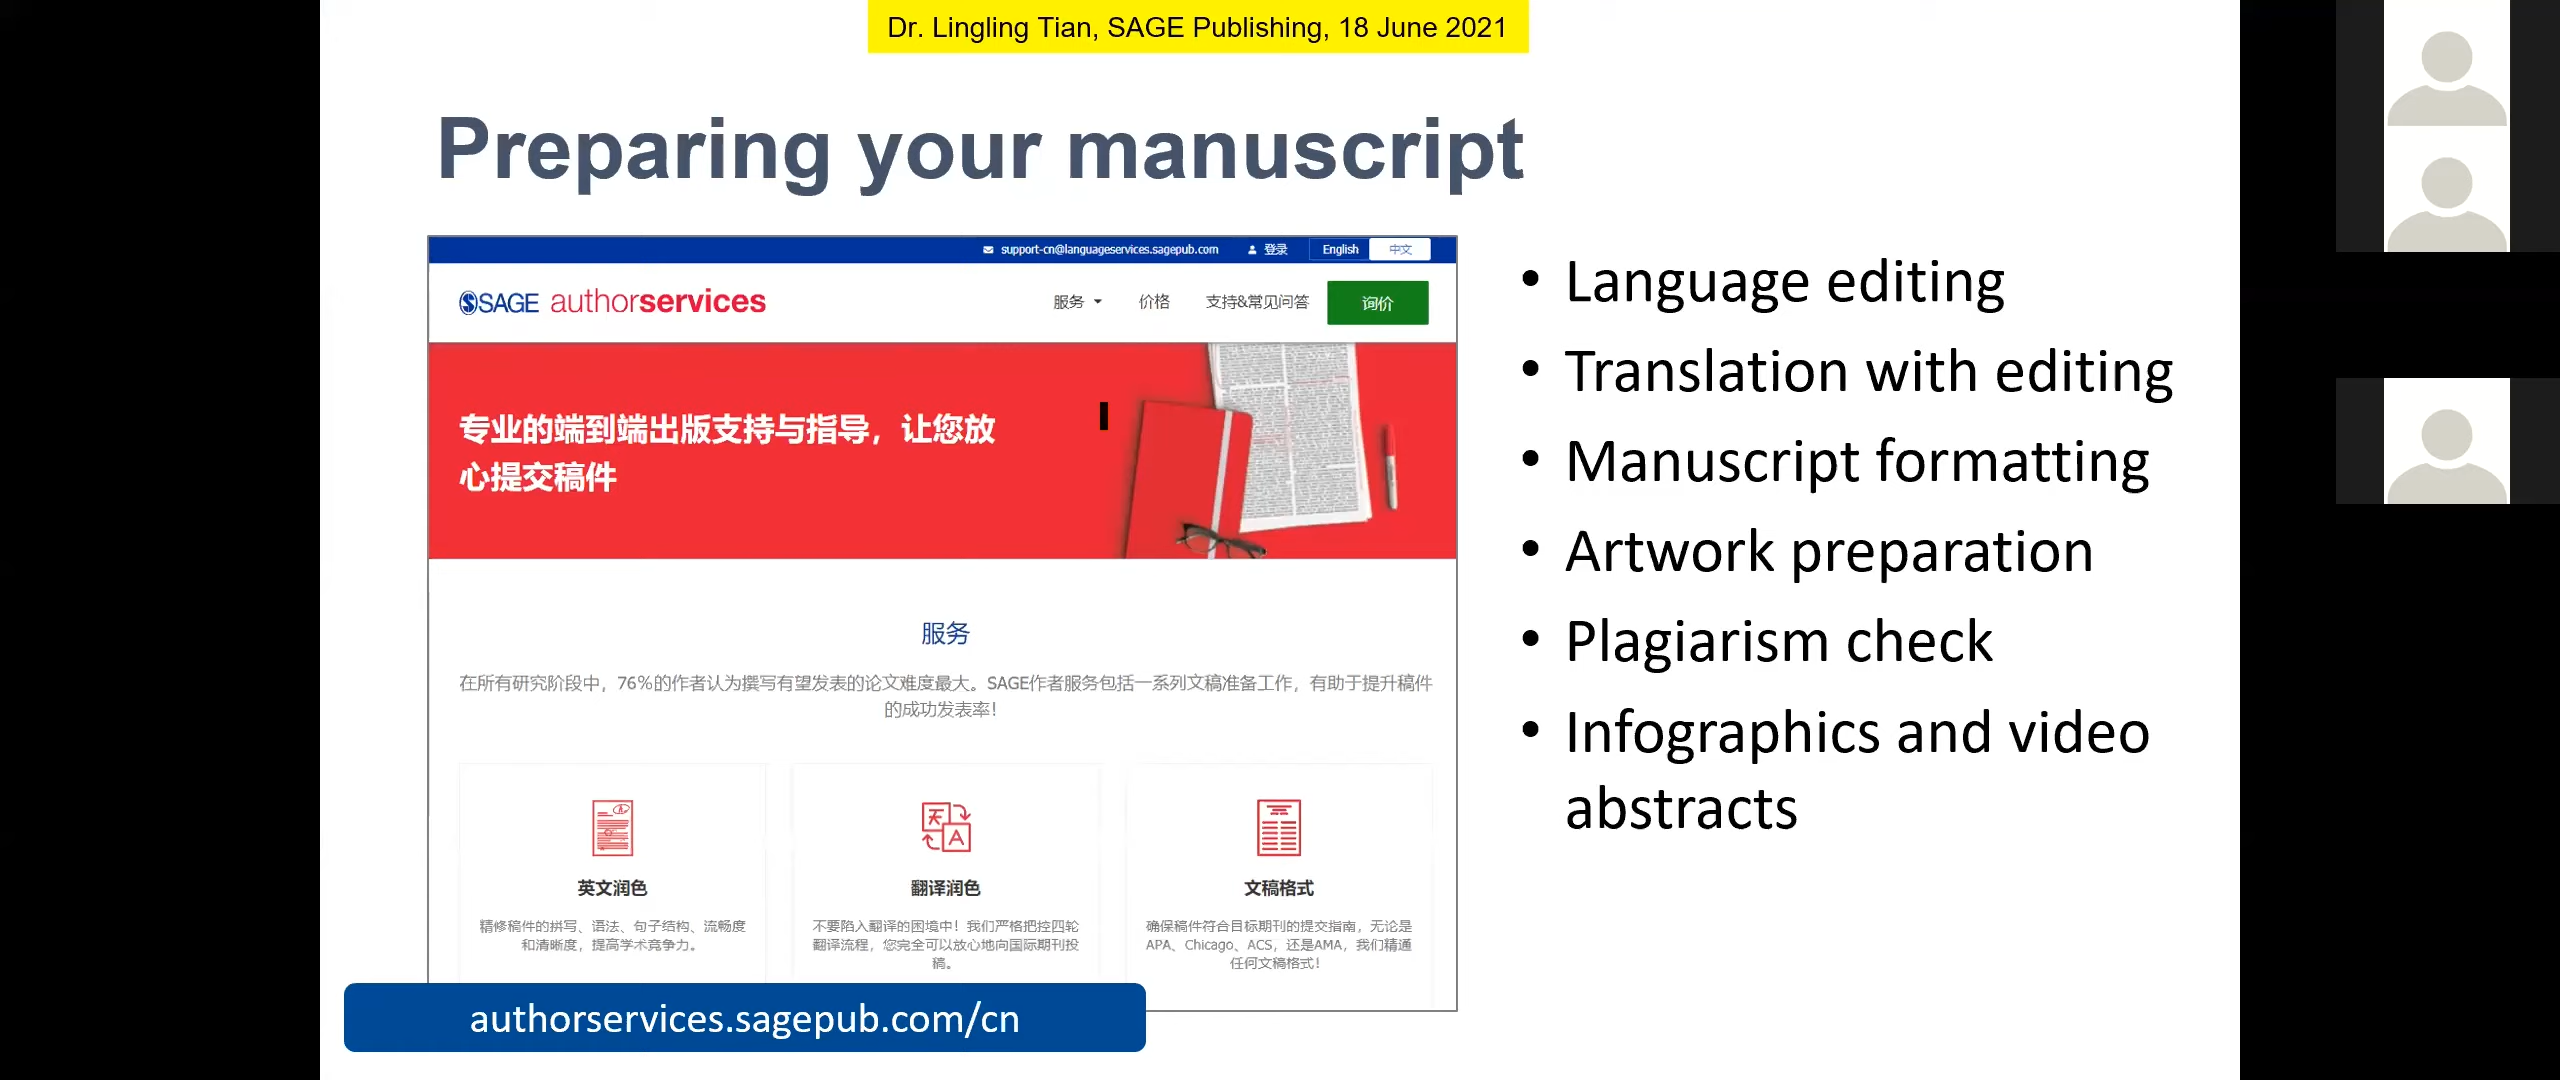 Dr. Lingling Tian, SAGE Publishing, 18 June 2021
Preparing your manuscript
support-cn@languageservices.sagepub.com 登录 English 中文
SAGE authorservices 服务 价格 支持&常见问答 询价
专业的端到端出版支持与指导，让您放
心提交稿件
服务
在所有研究阶段中，76%的作者认为撰写有望发表的论文难度最大。SAGE作者服务包括一系列文稿准备工作，有助于提升稿件
的成功发表率！
英文润色
精修稿件的拼写、语法、句子结构、流畅度
和清晰度，提高学术竞争力。
翻译润色
不要陷入翻译的困境中！我们严格把控四轮
翻译流程，您完全可以放心地向国际期刊投
稿。
文稿格式
确保稿件符合目标期刊的提交指南，无论是
APA、Chicago、ACS，还是AMA，我们精通
任何文稿格式！
authorservices.sagepub.com/cn
• Language editing
• Translation with editing
• Manuscript formatting
• Artwork preparation
• Plagiarism check
• Infographics and video
abstracts